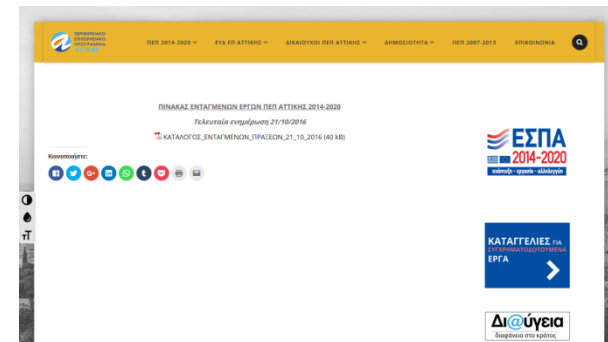 ΠΕΡΙΦΕΡΕΙΑΚΟ
ΕΠΙΧΕΙΡΗΣΙΑΚΟ
ΠΡΟΓΡΑΜΜΑ
ΑΤΤΙΚΗΣ
ΠΕΠ 2014-2020
ΕΥΔ ΕΠ ΑΤΤΙΚΗΣ
ΔΙΚΑΙΟΥΧΟΙ ΠΕΠ ΑΤΤΙΚΗΣ
ΔΗΜΟΣΙΟΤΗΤΑ
ΠΕΠ 2007-2013
ΕΠΙΚΟΙΝΩΝΙΑ
ΠΙΝΑΚΑΣ ΕΝΤΑΓΜΕΝΩΝ ΕΡΓΩΝ ΠΕΠ ΑΤΤΙΚΗΣ 2014-2020
Τελευταία ενημέρωση 21/10/2016
ΚΑΤΑΛΟΓΟΣ_ΕΝΤΑΓΜΕΝΩΝ_ΠΡΑΞΕΩΝ_21_10_2016 (40 kB)
Κοινοποιήστε:
ΕΣΠΑ
2014-2020
ανάπτυξη - εργασία - αλληλεγγύη
ΚΑΤΑΓΓΕΛΙΕΣ ΓΙΑ
ΣΥΓΧΡΗΜΑΤΟΔΟΤΟΥΜΕΝΑ
ΕΡΓΑ
Δι@ύγεια
διαφάνεια στο κράτος
τΤ